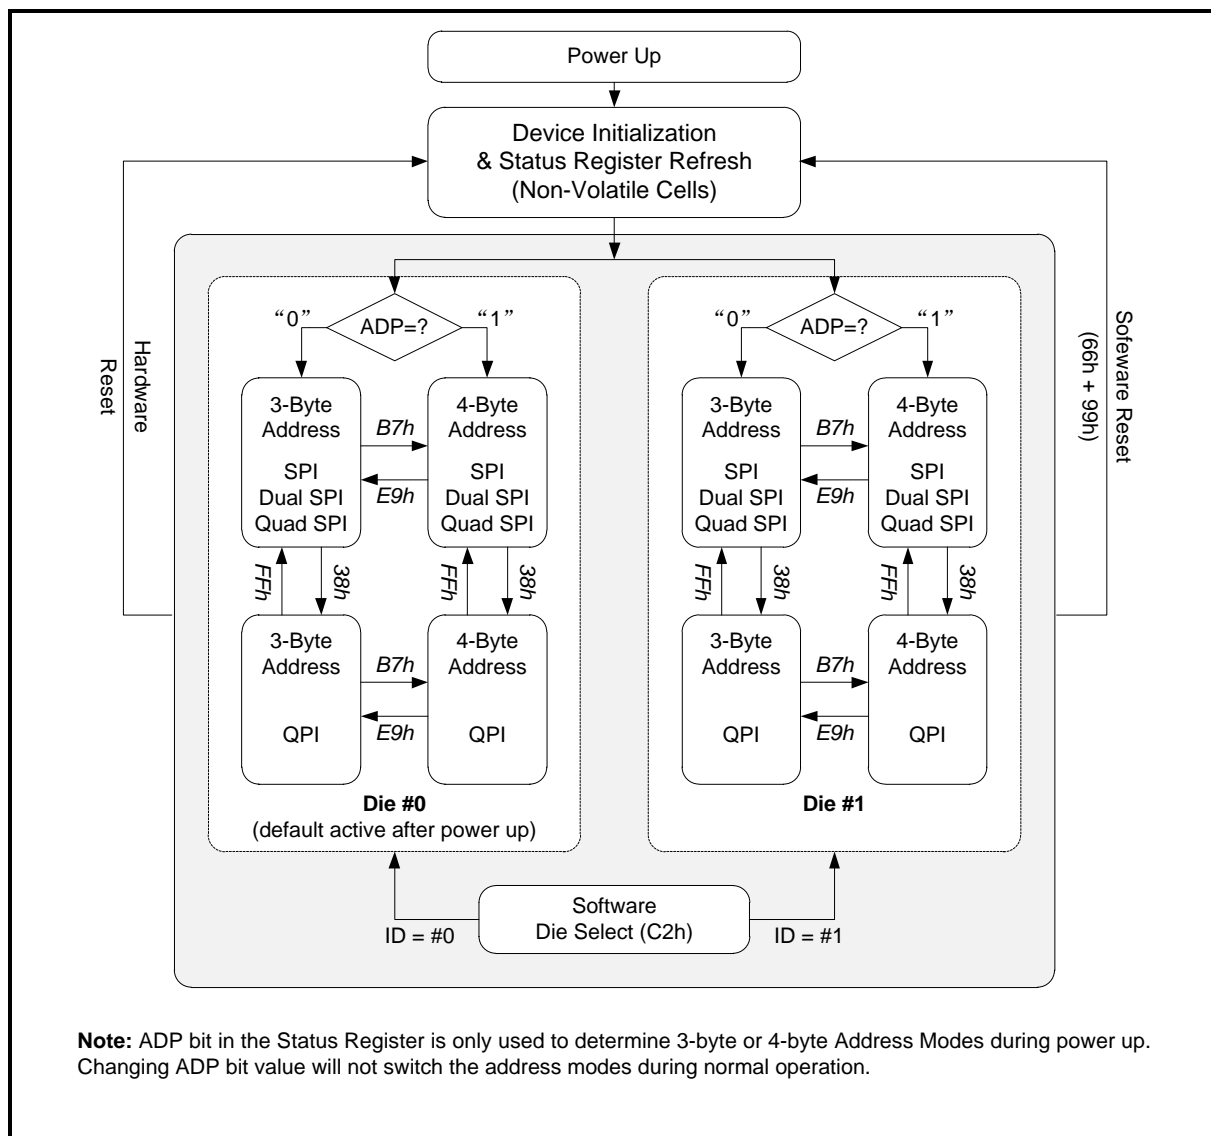 Power Up
Device Initialization
& Status Register Refresh
(Non-Volatile Cells)
Hardware
Reset
Sofeware Reset
(66h + 99h)
“0”
ADP=?
“1”
3-Byte
Address
SPI
Dual SPI
Quad SPI
B7h
E9h
4-Byte
Address
SPI
Dual SPI
Quad SPI
FFh
38h
FFh
38h
3-Byte
Address
QPI
B7h
E9h
4-Byte
Address
QPI
Die #0
(default active after power up)
“0”
ADP=?
“1”
3-Byte
Address
SPI
Dual SPI
Quad SPI
B7h
E9h
4-Byte
Address
SPI
Dual SPI
Quad SPI
FFh
38h
FFh
38h
3-Byte
Address
QPI
B7h
E9h
4-Byte
Address
QPI
Die #1
ID = #0
Software
Die Select (C2h)
ID = #1
Note: ADP bit in the Status Register is only used to determine 3-byte or 4-byte Address Modes during power up.
Changing ADP bit value will not switch the address modes during normal operation.